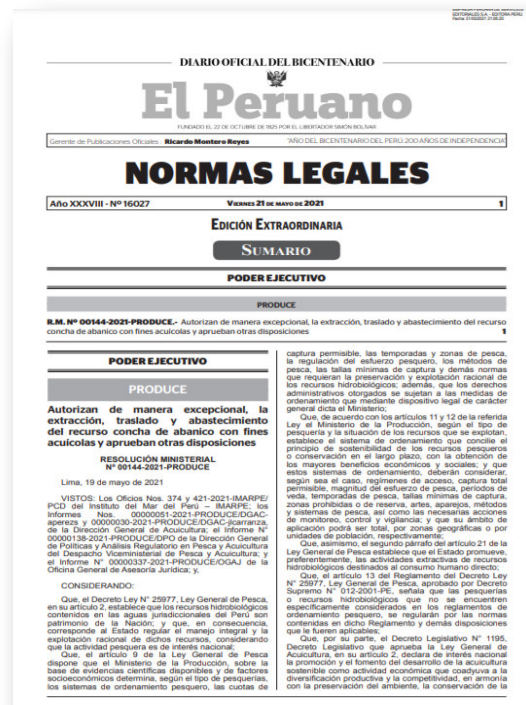 EDITORIALES S.A. - EDITORA PERU
Fecha: 21/05/2021 21:06:20
DIARIO OFICIAL DEL BICENTENARIO
El Peruano
FUNDADO EL 22 DE OCTUBRE DE 1825 POR EL LIBERTADOR SIMÓN BOLÍVAR
Gerente de Publicaciones Oficiales : Ricardo Montero Reyes
"AÑO DEL BICENTENARIO DEL PERÚ: 200 AÑOS DE INDEPENDENCIA"
NORMAS LEGALES
Año XXXVIII - Nº 16027
VIERNES 21 DE MAYO DE 2021
1
EDICIÓN EXTRAORDINARIA
SUMARIO
PODER EJECUTIVO
PRODUCE
R.M. Nº 00144-2021-PRODUCE.- Autorizan de manera excepcional, la extracción, traslado y abastecimiento del recurso
concha de abanico con fines acuícolas y aprueban otras disposiciones 1
PODER EJECUTIVO
PRODUCE
Autorizan de manera excepcional, la
extracción, traslado y abastecimiento
del recurso concha de abanico con fines
acuícolas y aprueban otras disposiciones
RESOLUCIÓN MINISTERIAL
Nº 00144-2021-PRODUCE
Lima, 19 de mayo de 2021
VISTOS: Los Oficios Nos. 374 y 421-2021-IMARPE/
PCD del Instituto del Mar del Perú – IMARPE; los
Informes Nos. 00000051-2021-PRODUCE/DGAC-
aperezs y 00000030-2021-PRODUCE/DGAC-jlcarranza,
de la Dirección General de Acuicultura; el Informe N°
00000138-2021-PRODUCE/DPO de la Dirección General
de Políticas y Análisis Regulatorio en Pesca y Acuicultura
del Despacho Viceministerial de Pesca y Acuicultura; y
el Informe N° 00000337-2021-PRODUCE/OGAJ de la
Oficina General de Asesoría Jurídica; y,
CONSIDERANDO:
Que, el Decreto Ley N° 25977, Ley General de Pesca,
en su artículo 2, establece que los recursos hidrobiológicos
contenidos en las aguas jurisdiccionales del Perú son
patrimonio de la Nación; y que, en consecuencia,
corresponde al Estado regular el manejo integral y la
explotación racional de dichos recursos, considerando
que la actividad pesquera es de interés nacional;
Que, el artículo 9 de la Ley General de Pesca
dispone que el Ministerio de la Producción, sobre la
base de evidencias científicas disponibles y de factores
socioeconómicos determina, según el tipo de pesquerías,
los sistemas de ordenamiento pesquero, las cuotas de
captura permisible, las temporadas y zonas de pesca,
la regulación del esfuerzo pesquero, los métodos de
pesca, las tallas mínimas de captura y demás normas
que requieran la preservación y explotación racional de
los recursos hidrobiológicos; además, que los derechos
administrativos otorgados se sujetan a las medidas de
ordenamiento que mediante dispositivo legal de carácter
general dicta el Ministerio;
Que, de acuerdo con los artículos 11 y 12 de la referida
Ley el Ministerio de la Producción, según el tipo de
pesquería y la situación de los recursos que se explotan,
establece el sistema de ordenamiento que concilie el
principio de sostenibilidad de los recursos pesqueros
o conservación en el largo plazo, con la obtención de
los mayores beneficios económicos y sociales; y que
estos sistemas de ordenamiento, deberán considerar,
según sea el caso, regímenes de acceso, captura total
permisible, magnitud del esfuerzo de pesca, períodos de
veda, temporadas de pesca, tallas mínimas de captura,
zonas prohibidas o de reserva, artes, aparejos, métodos
y sistemas de pesca, así como las necesarias acciones
de monitoreo, control y vigilancia; y que su ámbito de
aplicación podrá ser total, por zonas geográficas o por
unidades de población, respectivamente;
Que, asimismo, el segundo párrafo del artículo 21 de la
Ley General de Pesca establece que el Estado promueve,
preferentemente, las actividades extractivas de recursos
hidrobiológicos destinados al consumo humano directo;
Que, el artículo 13 del Reglamento del Decreto Ley
N° 25977, Ley General de Pesca, aprobado por Decreto
Supremo N° 012-2001-PE, señala que las pesquerías
o recursos hidrobiológicos que no se encuentren
específicamente considerados en los reglamentos de
ordenamiento pesquero, se regularán por las normas
contenidas en dicho Reglamento y demás disposiciones
que le fueren aplicables;
Que, por su parte, el Decreto Legislativo N° 1195,
Decreto Legislativo que aprueba la Ley General de
Acuicultura, en su artículo 2, declara de interés nacional
la promoción y el fomento del desarrollo de la acuicultura
sostenible como actividad económica que coadyuva a la
diversificación productiva y la competitividad, en armonía
con la preservación del ambiente, la conservación de la